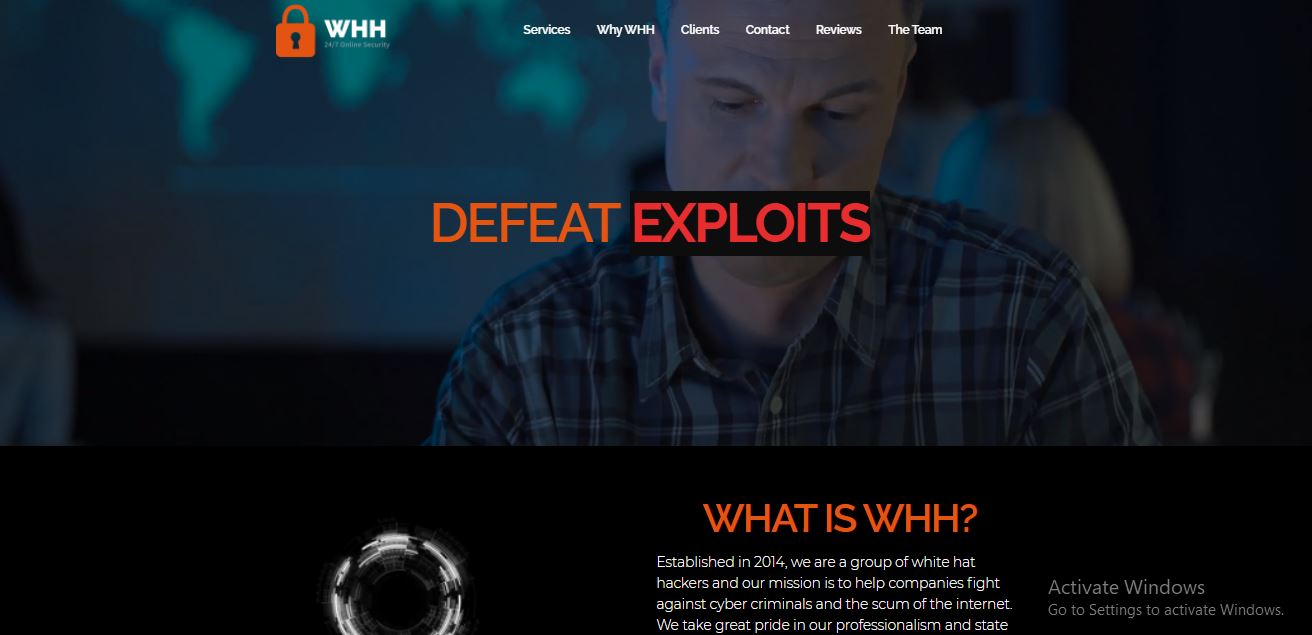 WHH
24/7 Online Security
Services Why WHH Clients Contact Reviews The Team
DEFEAT EXPLOITS
WHAT IS WHH?
Established in 2014, we are a group of white hat
hackers and our mission is to help companies fight
against cyber criminals and the scum of the internet.
We take great pride in our professionalism and state
Activate Windows
Go to Settings to activate Windows.